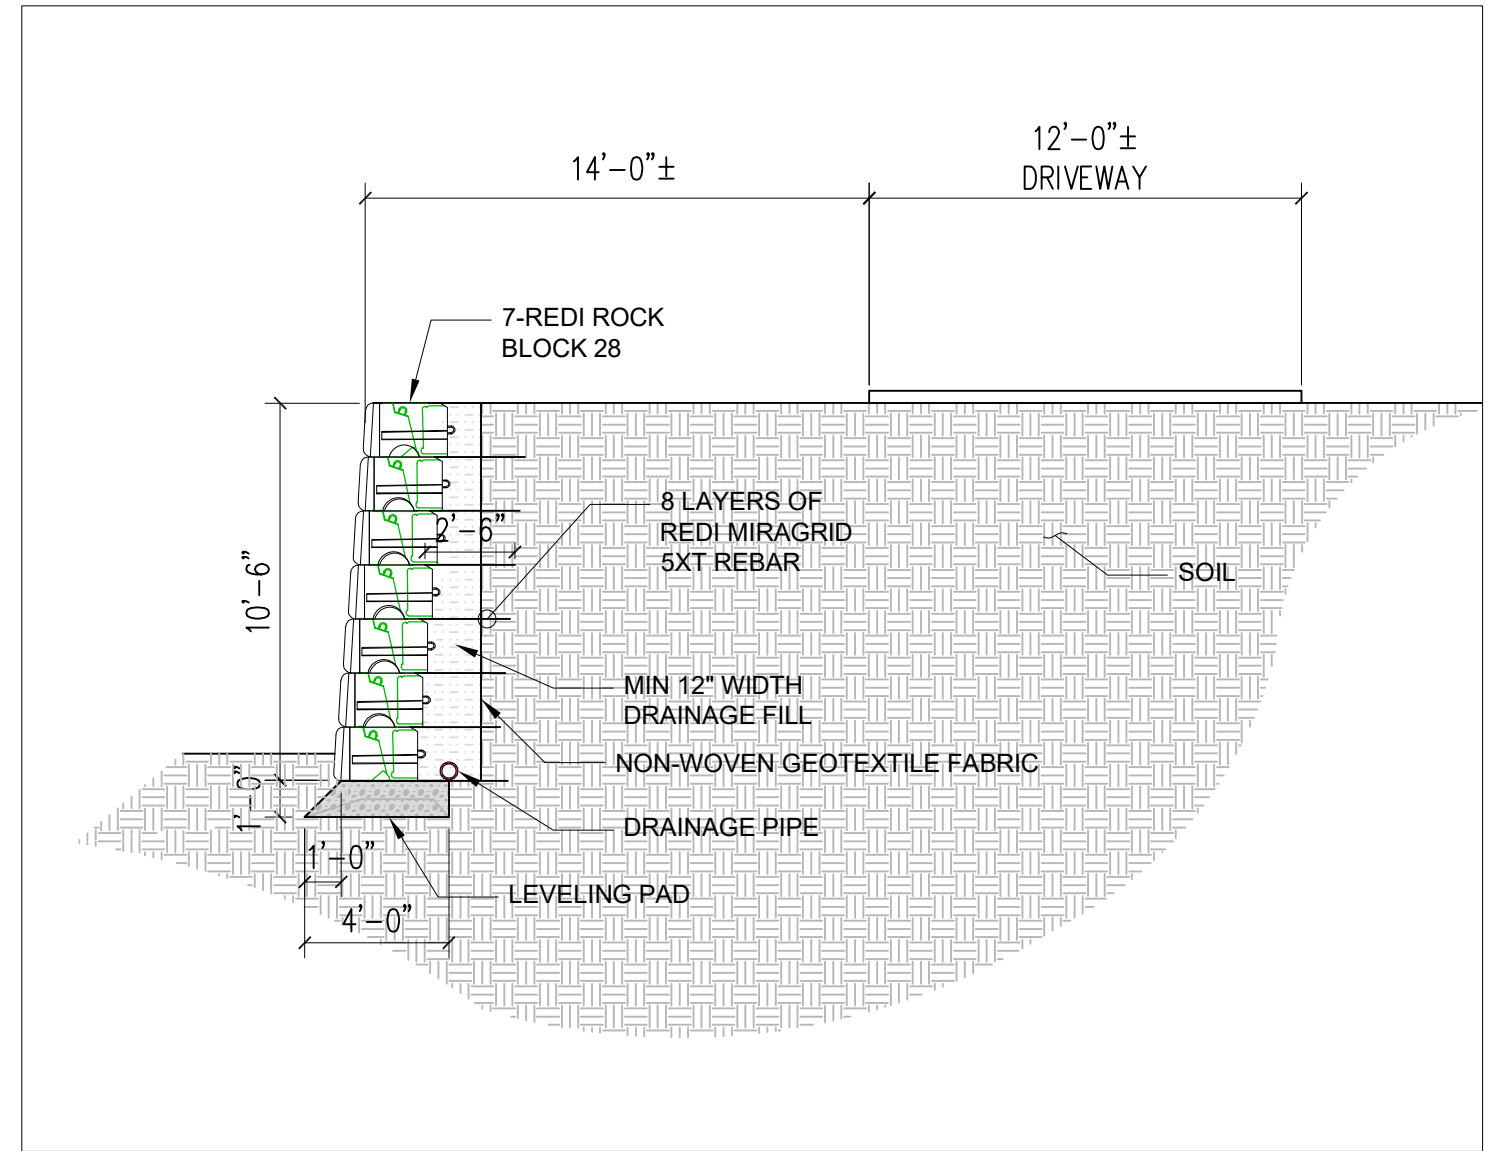 12'-0"±
DRIVEWAY
14'-0"±
7-REDI ROCK
BLOCK 28
8 LAYERS OF
REDI MIRAGRID
5XT REBAR
2'-6"
SOIL
10'-6"
MIN 12" WIDTH
DRAINAGE FILL
NON-WOVEN GEOTEXTILE FABRIC
1'-0"
DRAINAGE PIPE
1'-0"
LEVELING PAD
4'-0"